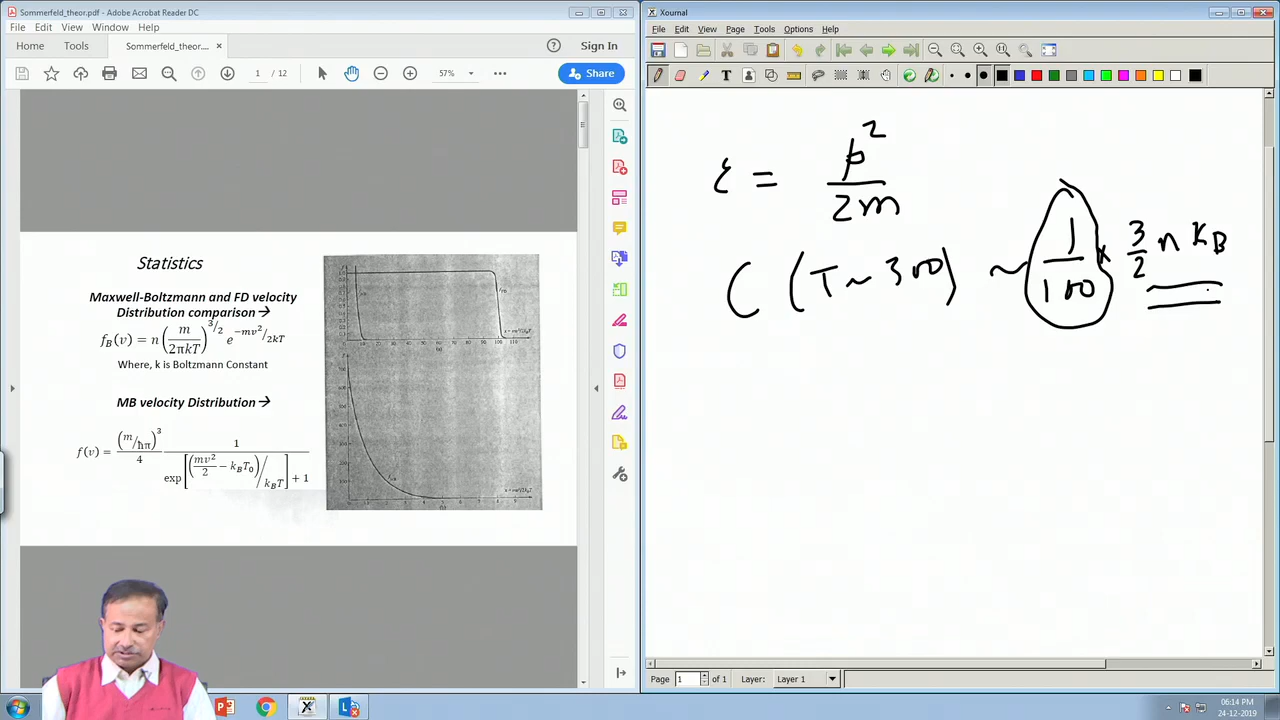 Sommerfeld_theor.pdf - Adobe Acrobat Reader DC
File Edit View Window Help
Home Tools Sommerfeld_theor.... × Sign In
1 / 12 57% Share
Statistics
Maxwell-Boltzmann and FD velocity
Distribution comparison→
f_B(v) = n (m/2πkT)^{3/2} e^{-mv²/2kT}
Where, k is Boltzmann Constant
MB velocity Distribution→
f(v) = (m/ħπ)³/4 1/(exp[(mv²/2 − k_BT_0)/k_BT] + 1)
Xournal
File Edit View Page Tools Options Help
ε = p²/2m
C (T ~ 300) ~ 1/100 × 3/2 n K_B
Page 1 of 1 Layer: Layer 1
06:14 PM
24-12-2019